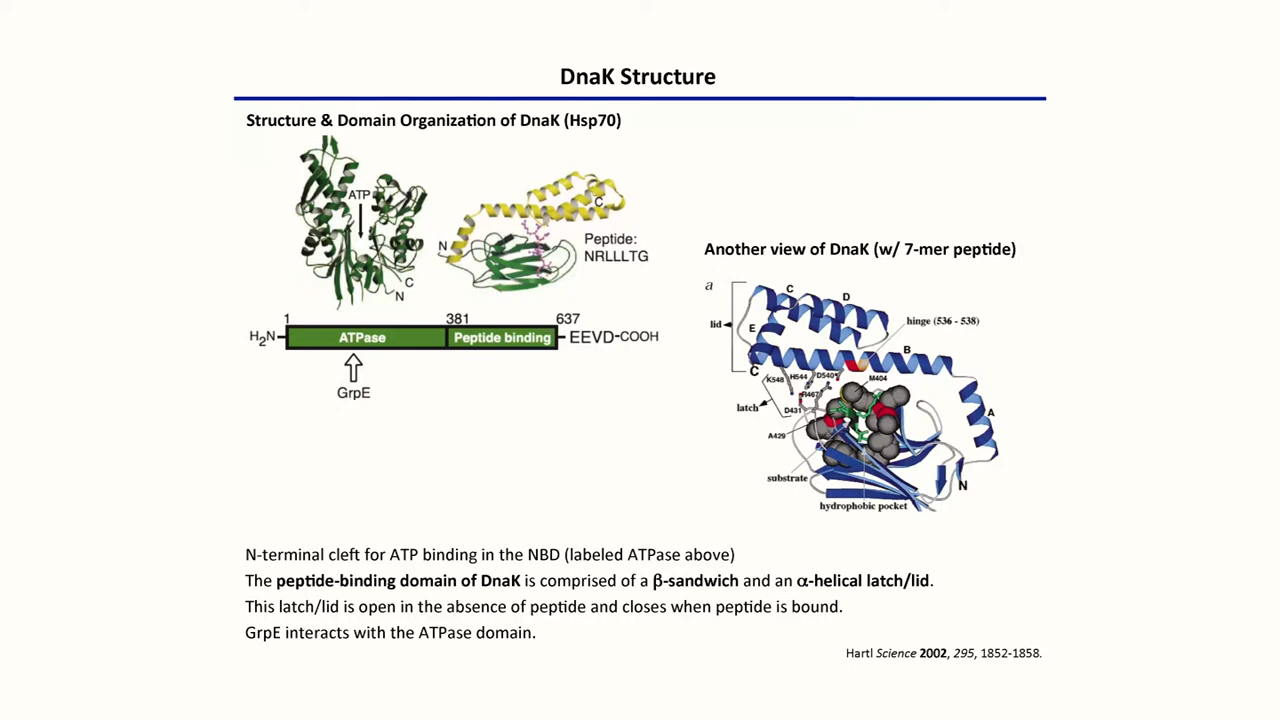 DnaK Structure
Structure & Domain Organization of DnaK (Hsp70)
ATP
C
N
N
C
Peptide:
NRLLLTG
1
381
637
H₂N
ATPase
Peptide binding
EEVD-COOH
GrpE
Another view of DnaK (w/ 7-mer peptide)
a
C
D
lid
hinge (536 - 538)
E
B
C
K548
H544
D540
M404
R467
latch
D431
A
A429
substrate
N
hydrophobic pocket
N-terminal cleft for ATP binding in the NBD (labeled ATPase above)
The peptide-binding domain of DnaK is comprised of a β-sandwich and an α-helical latch/lid.
This latch/lid is open in the absence of peptide and closes when peptide is bound.
GrpE interacts with the ATPase domain.
Hartl Science 2002, 295, 1852-1858.